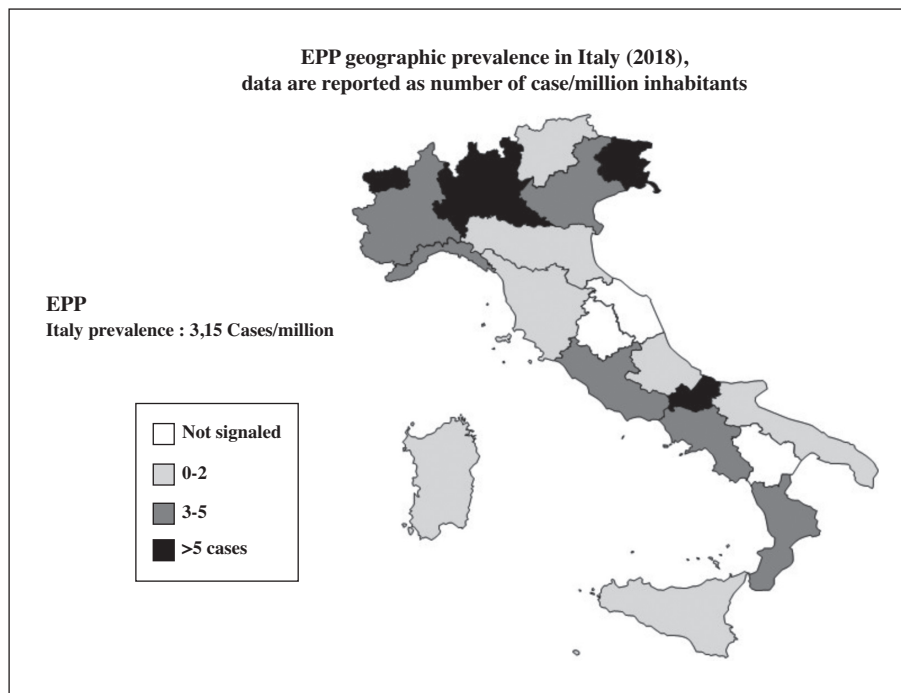 EPP geographic prevalence in Italy (2018),
data are reported as number of case/million inhabitants
EPP
Italy prevalence : 3,15 Cases/million
Not signaled
0-2
3-5
>5 cases